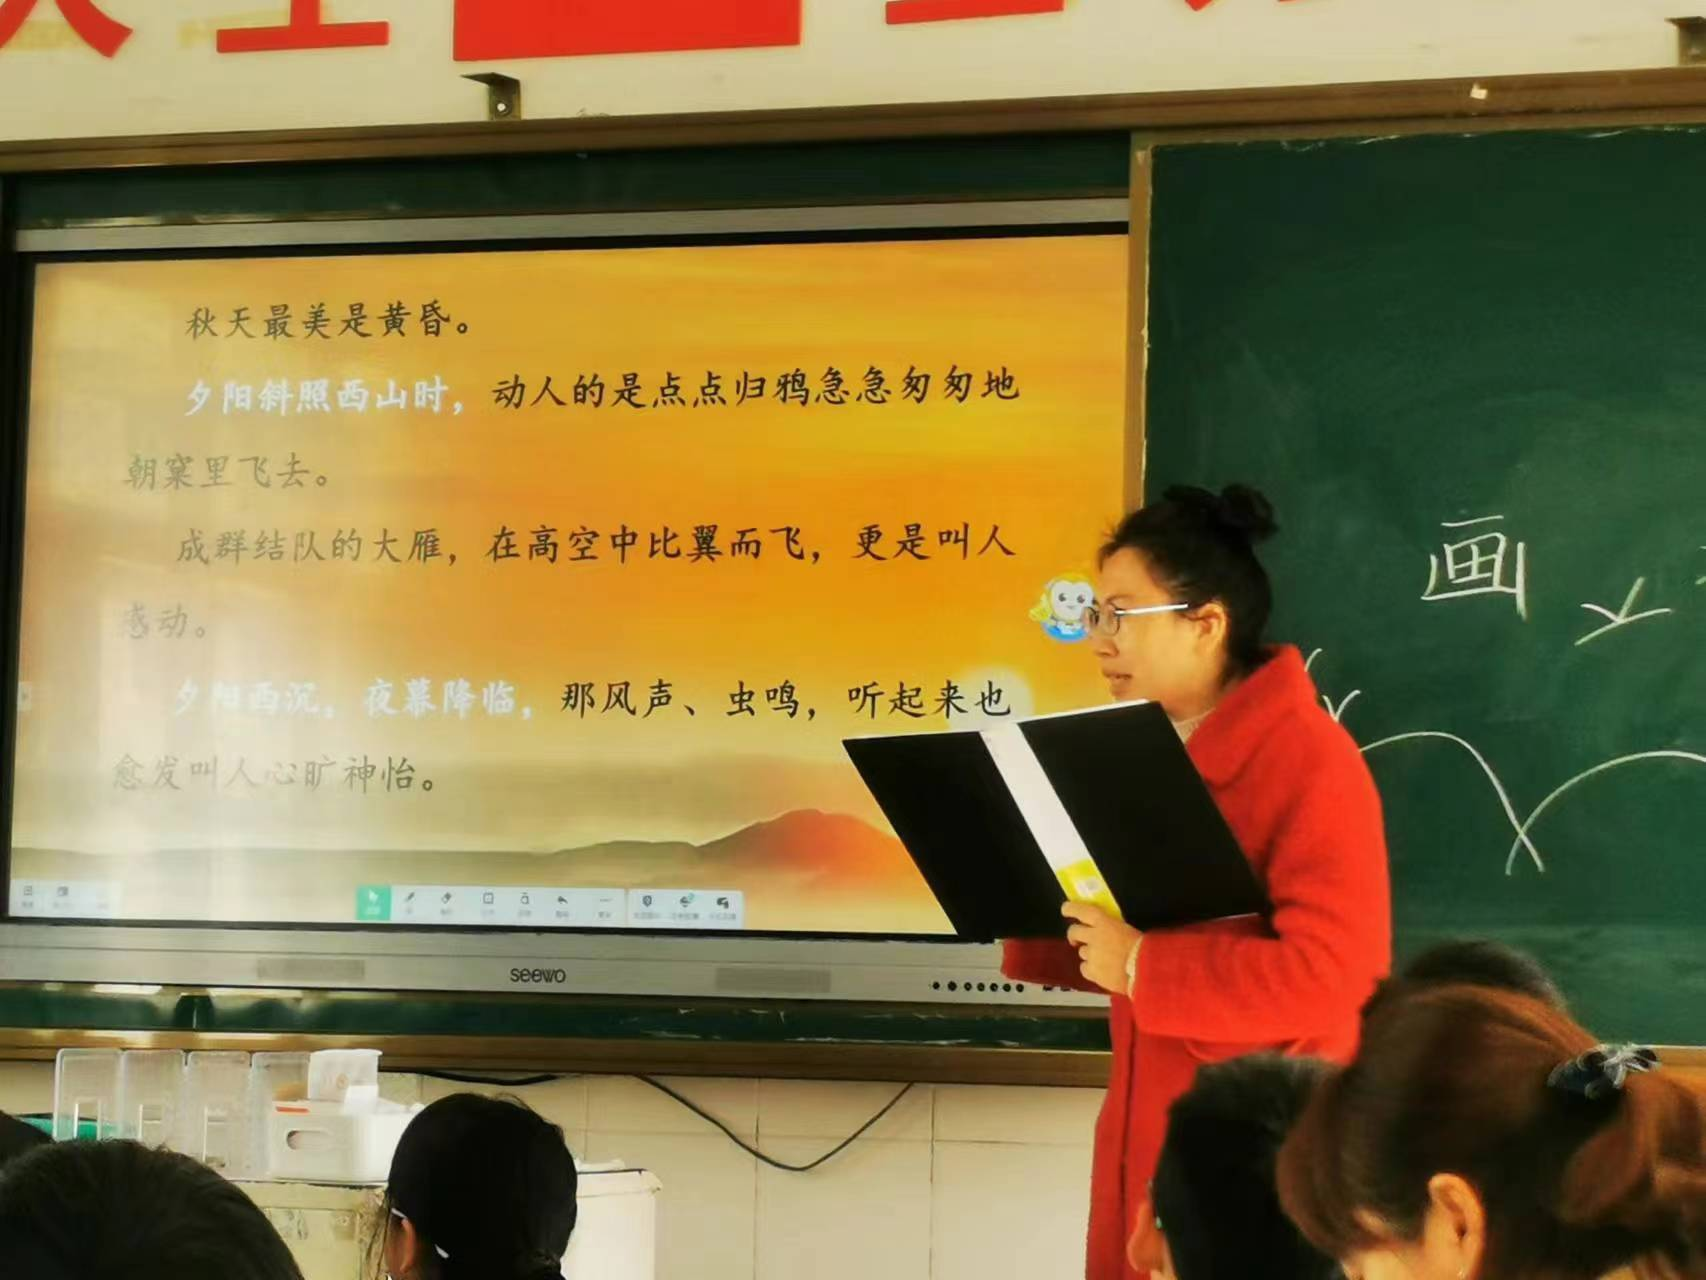 秋天最美是黄昏。
夕阳斜照西山时，动人的是点点归鸦急急匆匆地
朝窠里飞去。
成群结队的大雁，在高空中比翼而飞，更是叫人
感动。
夕阳西沉，夜幕降临，那风声、虫鸣，听起来也
愈发叫人心旷神怡。
seewo
画